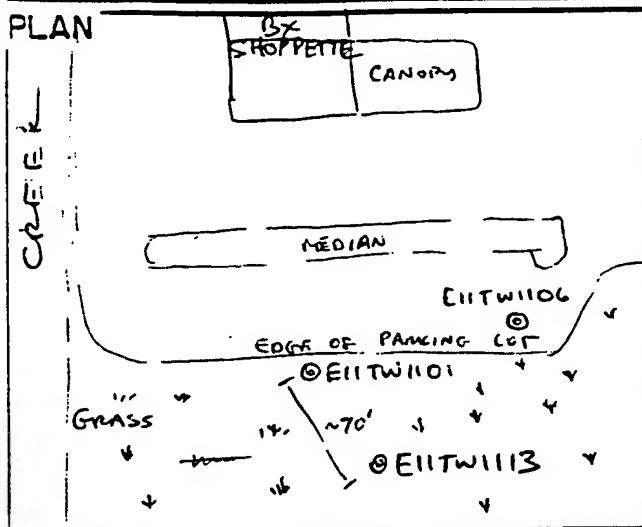 PLAN
BX
SHOPPETTE
CANOPY
CREEK
MEDIAN
E11TW1106
EDGE OF PARKING LOT
E11TW1101
GRASS
~70'
E11TW1113